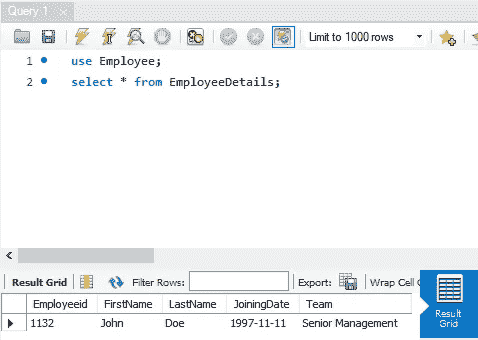 Query 1
Limit to 1000 rows
1 use Employee;
2 select * from EmployeeDetails;
Result Grid Filter Rows: Export: Wrap Cell
Employeeid FirstName LastName JoiningDate Team
1132 John Doe 1997-11-11 Senior Management
Result
Grid